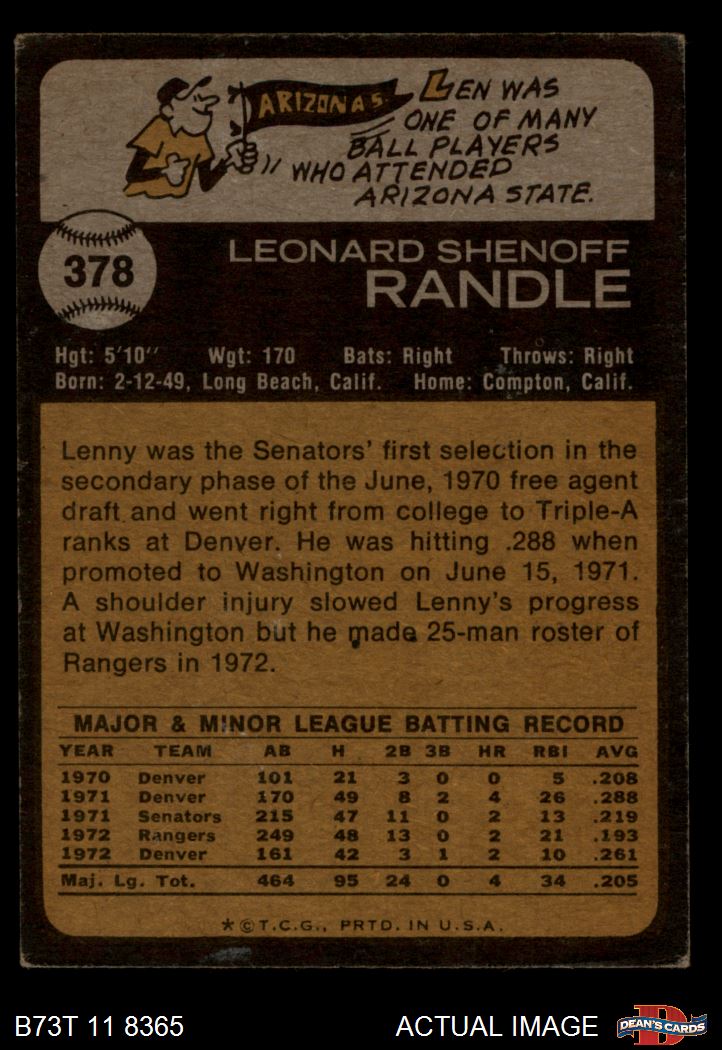 ARIZONA S.
LEN WAS
ONE OF MANY
BALL PLAYERS
WHO ATTENDED
ARIZONA STATE.
378
LEONARD SHENOFF
RANDLE
Hgt: 5'10'' Wgt: 170 Bats: Right Throws: Right
Born: 2-12-49, Long Beach, Calif. Home: Compton, Calif.
Lenny was the Senators' first selection in the
secondary phase of the June, 1970 free agent
draft and went right from college to Triple-A
ranks at Denver. He was hitting .288 when
promoted to Washington on June 15, 1971.
A shoulder injury slowed Lenny's progress
at Washington but he made 25-man roster of
Rangers in 1972.
MAJOR & MINOR LEAGUE BATTING RECORD
YEAR TEAM AB H 2B 3B HR RBI AVG
1970 Denver 101 21 3 0 0 5 .208
1971 Denver 170 49 8 2 4 26 .288
1971 Senators 215 47 11 0 2 13 .219
1972 Rangers 249 48 13 0 2 21 .193
1972 Denver 161 42 3 1 2 10 .261
Maj. Lg. Tot. 464 95 24 0 4 34 .205
*©T.C.G., PRTD. IN U.S.A.
B73T 11 8365 ACTUAL IMAGE
D
DEAN'S CARDS